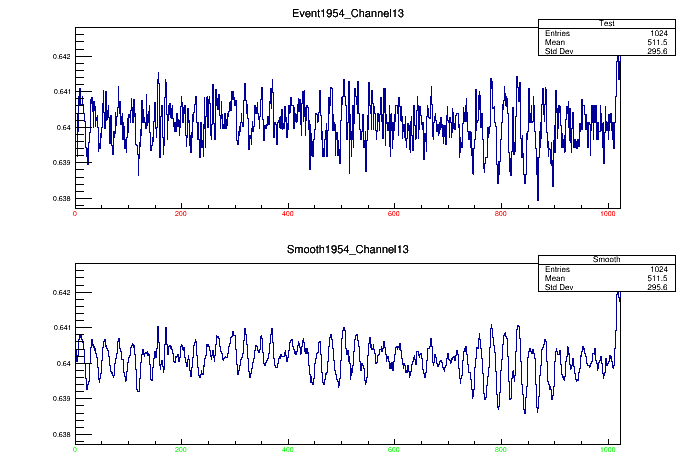 Event1954_Channel13
Test
Entries 1024
Mean 511.5
Std Dev 295.6
0.642
0.641
0.64
0.639
0.638
0 200 400 600 800 1000
Smooth1954_Channel13
Smooth
Entries 1024
Mean 511.5
Std Dev 295.6
0.642
0.641
0.64
0.639
0.638
0 200 400 600 800 1000